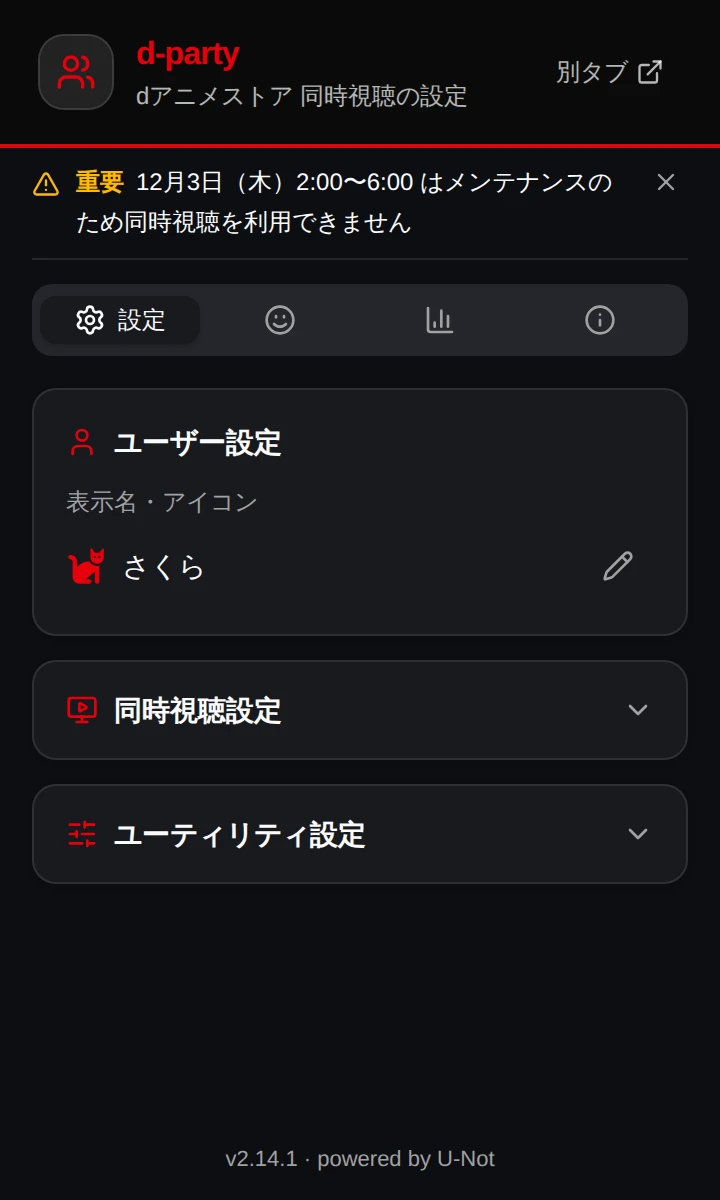 d-party
dアニメストア 同時視聴の設定
別タブ
重要 12月3日（木）2:00〜6:00 はメンテナンスの
ため同時視聴を利用できません
設定
ユーザー設定
表示名・アイコン
さくら
同時視聴設定
ユーティリティ設定
v2.14.1 · powered by U-Not